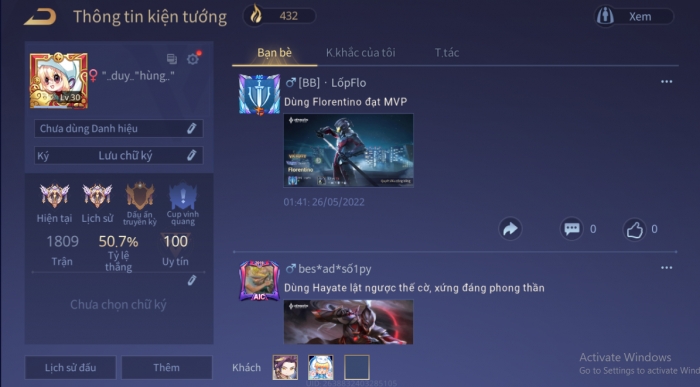 Thông tin kiện tướng
432
Xem
Bạn bè
K.khắc của tôi
T.tác
"..duy.."hùng.."
Lv 30
Chưa dùng Danh hiệu
Ký
Lưu chữ ký
Hiện tại
Lịch sử
Dấu ấn truyền kỳ
Cup vinh quang
1809
50.7%
100
Trận
Tỷ lệ thắng
Uy tín
Chưa chọn chữ ký
Lịch sử đấu
Thêm
AIC
[BB] · LốpFlo
Dùng Florentino đạt MVP
Florentino
01:41: 26/05/2022
0
0
bes*ad*số1py
AIC
Dùng Hayate lật ngược thế cờ, xứng đáng phong thần
Khách
Activate Windows
Go to Settings to activate Wind